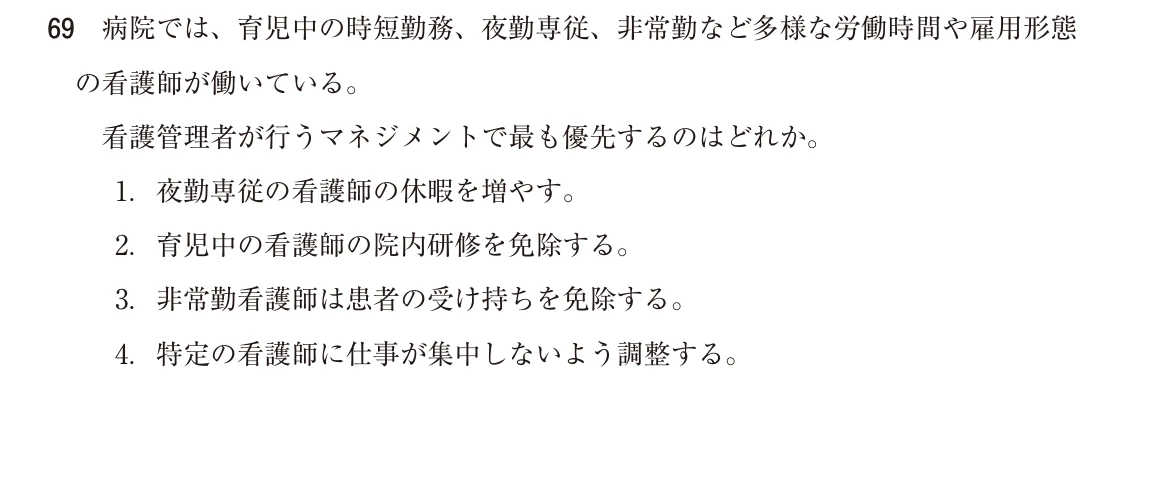 69　病院では、育児中の時短勤務、夜勤専従、非常勤など多様な労働時間や雇用形態
の看護師が働いている。
看護管理者が行うマネジメントで最も優先するのはどれか。
1.　夜勤専従の看護師の休暇を増やす。
2.　育児中の看護師の院内研修を免除する。
3.　非常勤看護師は患者の受け持ちを免除する。
4.　特定の看護師に仕事が集中しないよう調整する。